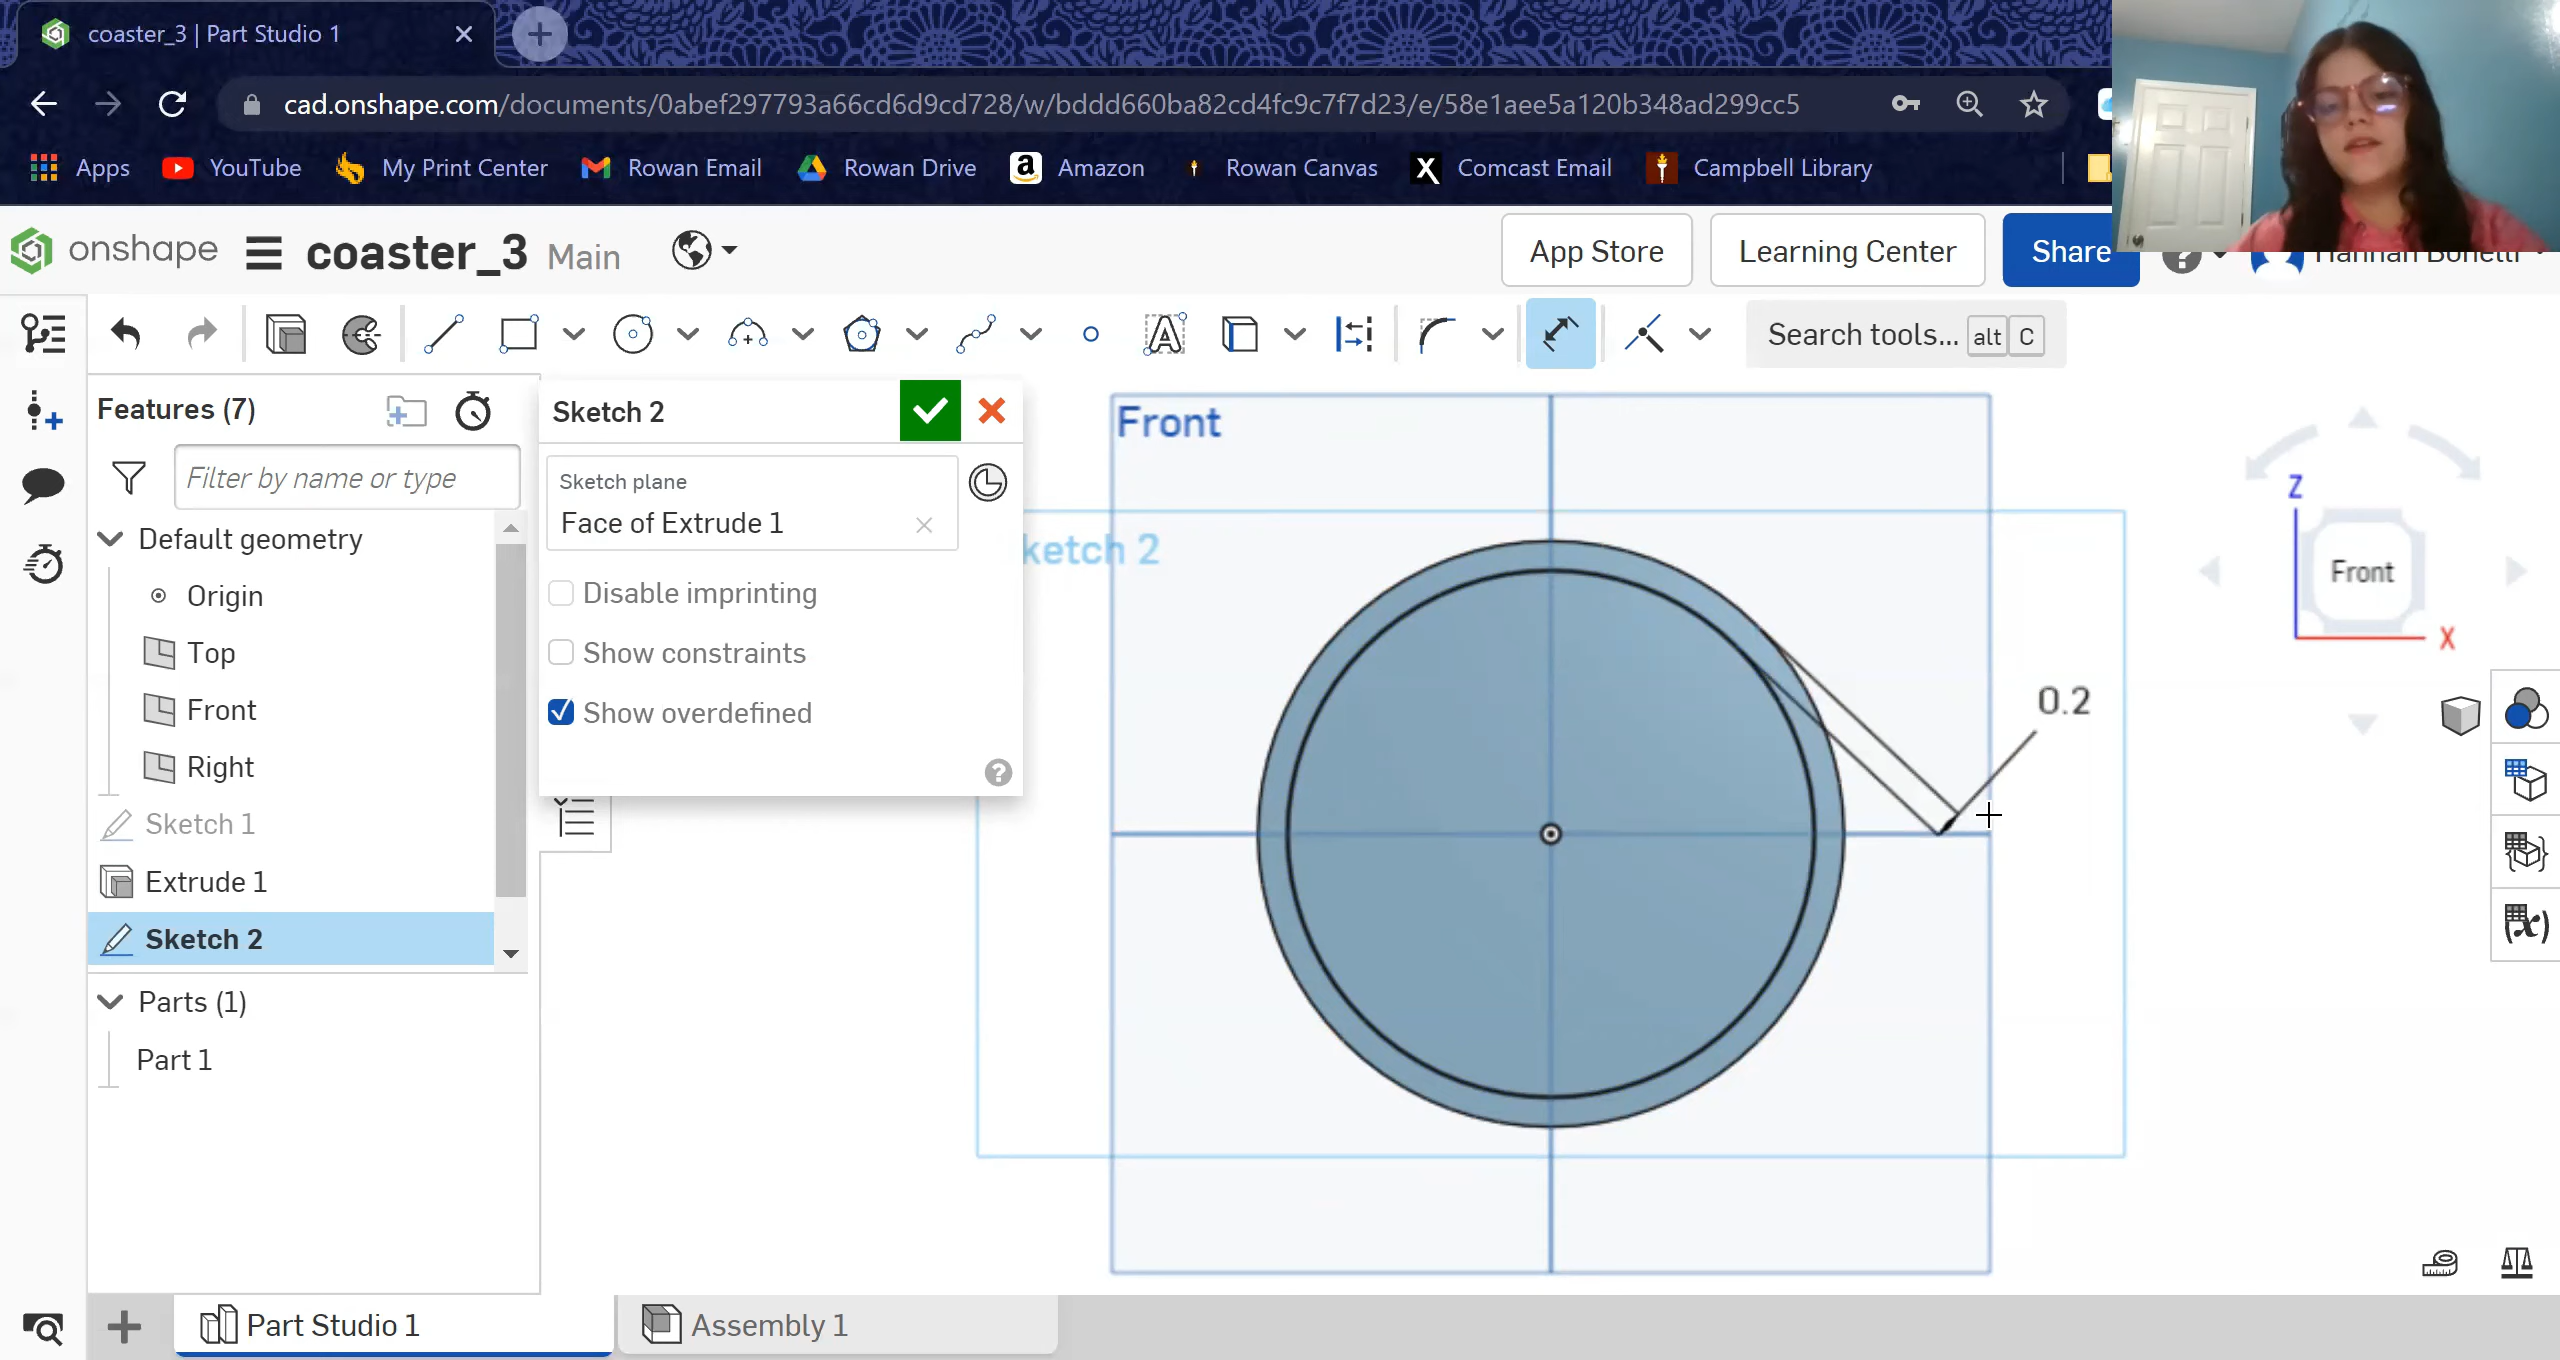 coaster_3 | Part Studio 1
cad.onshape.com/documents/0abef297793a66cd6d9cd728/w/bddd660ba82cd4fc9c7f7d23/e/58e1aee5a120b348ad299cc5
Apps YouTube My Print Center Rowan Email Rowan Drive Amazon Rowan Canvas Comcast Email Campbell Library
onshape coaster_3 Main App Store Learning Center Share
Search tools... alt C
Features (7)
Filter by name or type
Default geometry
Origin
Top
Front
Right
Sketch 1
Extrude 1
Sketch 2
Parts (1)
Part 1
Sketch 2
Sketch plane
Face of Extrude 1
Disable imprinting
Show constraints
Show overdefined
Front
ketch 2
0.2
Z
Front
X
Part Studio 1
Assembly 1